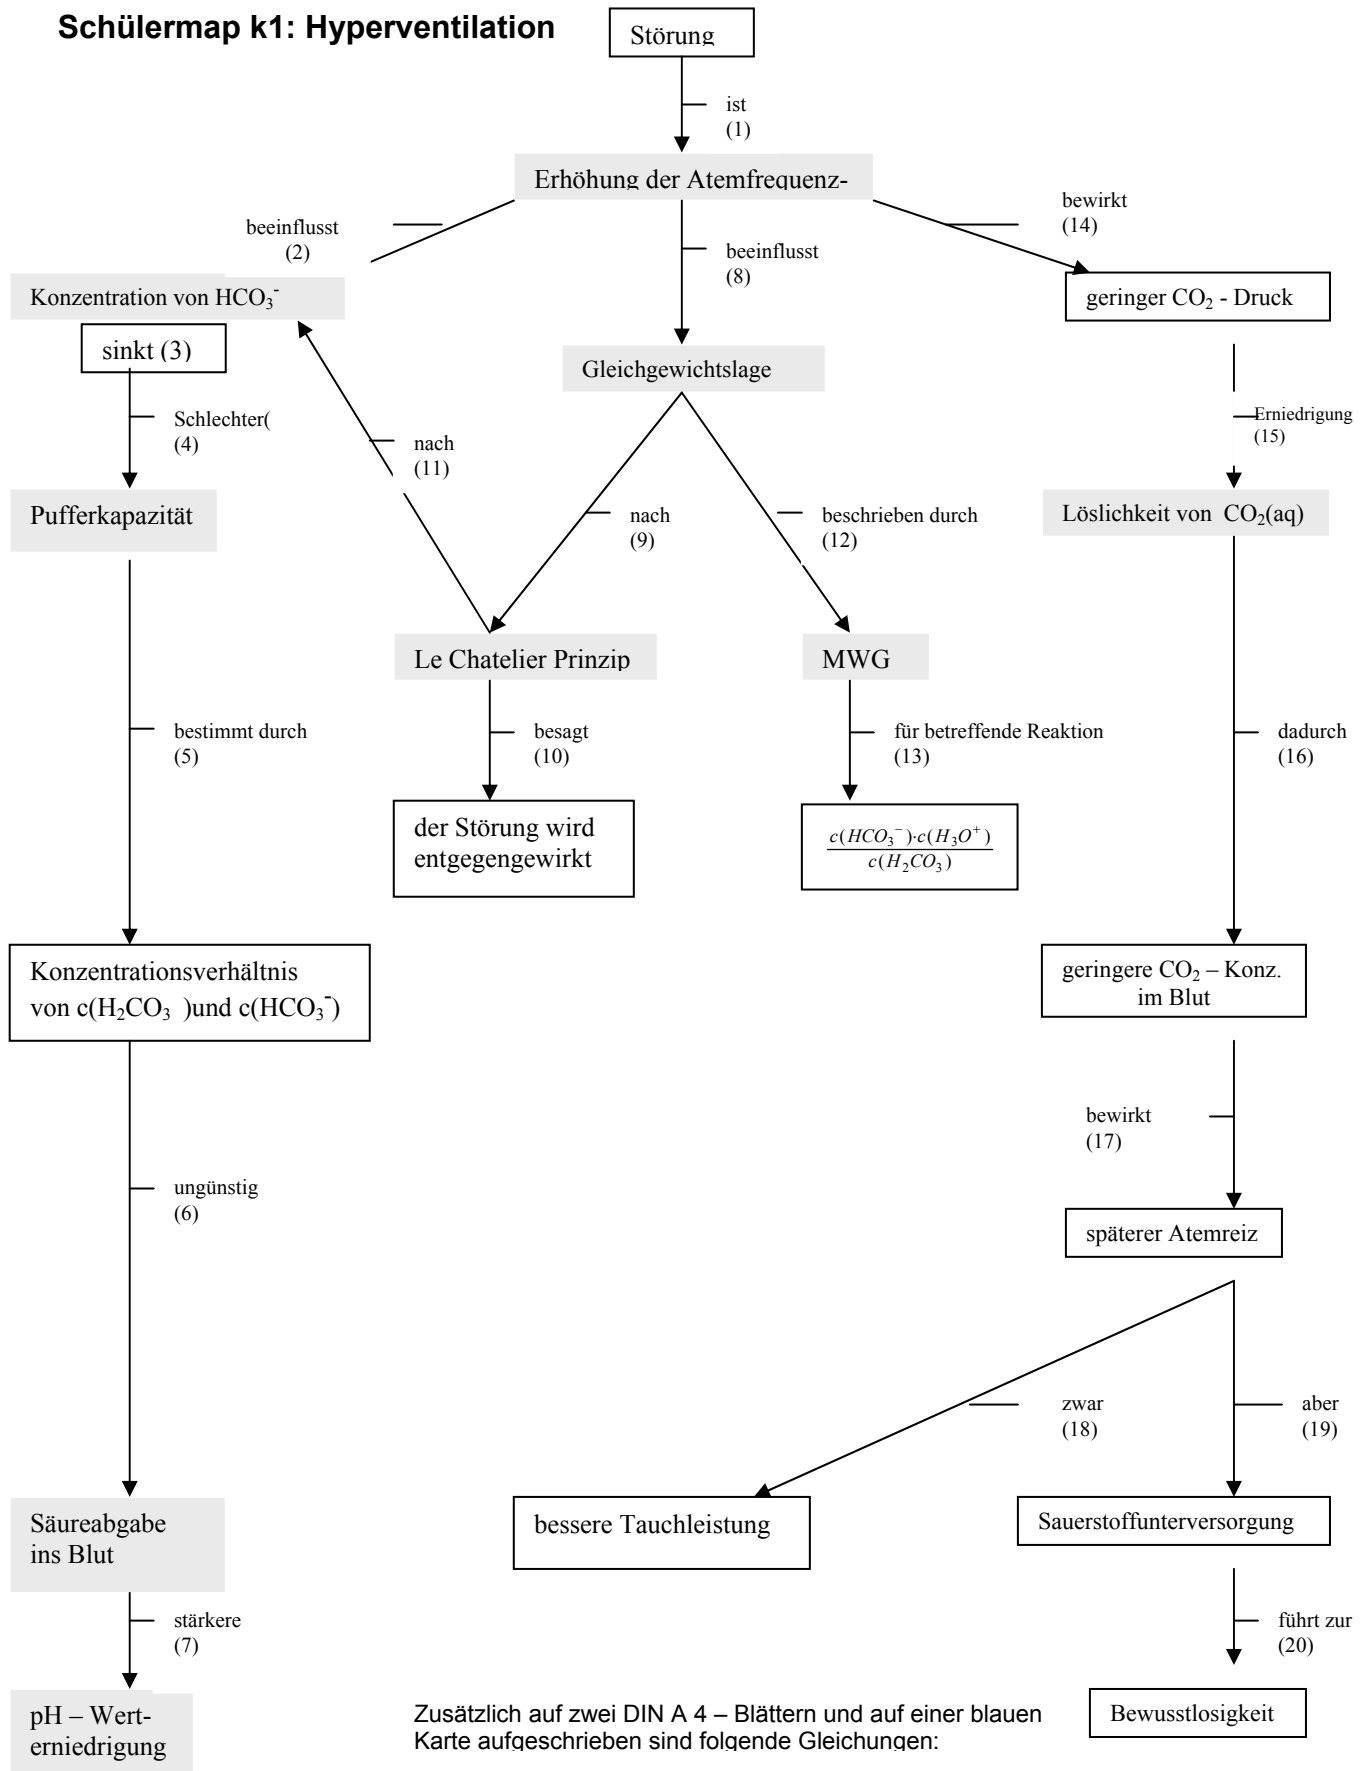 Schülermap k1: Hyperventilation
Störung
ist
(1)
Erhöhung der Atemfrequenz-
beeinflusst
(2)
beeinflusst
(8)
bewirkt
(14)
Konzentration von HCO₃⁻
sinkt (3)
geringer CO₂ - Druck
Gleichgewichtslage
Schlechter(
(4)
nach
(11)
Erniedrigung
(15)
Pufferkapazität
nach
(9)
beschrieben durch
(12)
Löslichkeit von CO₂(aq)
Le Chatelier Prinzip
MWG
bestimmt durch
(5)
besagt
(10)
für betreffende Reaktion
(13)
dadurch
(16)
der Störung wird
entgegengewirkt
c(HCO₃⁻)·c(H₃O⁺)
c(H₂CO₃)
Konzentrationsverhältnis
von c(H₂CO₃ )und c(HCO₃⁻)
geringere CO₂ – Konz.
im Blut
bewirkt
(17)
ungünstig
(6)
späterer Atemreiz
zwar
(18)
aber
(19)
Säureabgabe
ins Blut
bessere Tauchleistung
Sauerstoffunterversorgung
stärkere
(7)
führt zur
(20)
pH – Wert-
erniedrigung
Bewusstlosigkeit
Zusätzlich auf zwei DIN A 4 – Blättern und auf einer blauen
Karte aufgeschrieben sind folgende Gleichungen: